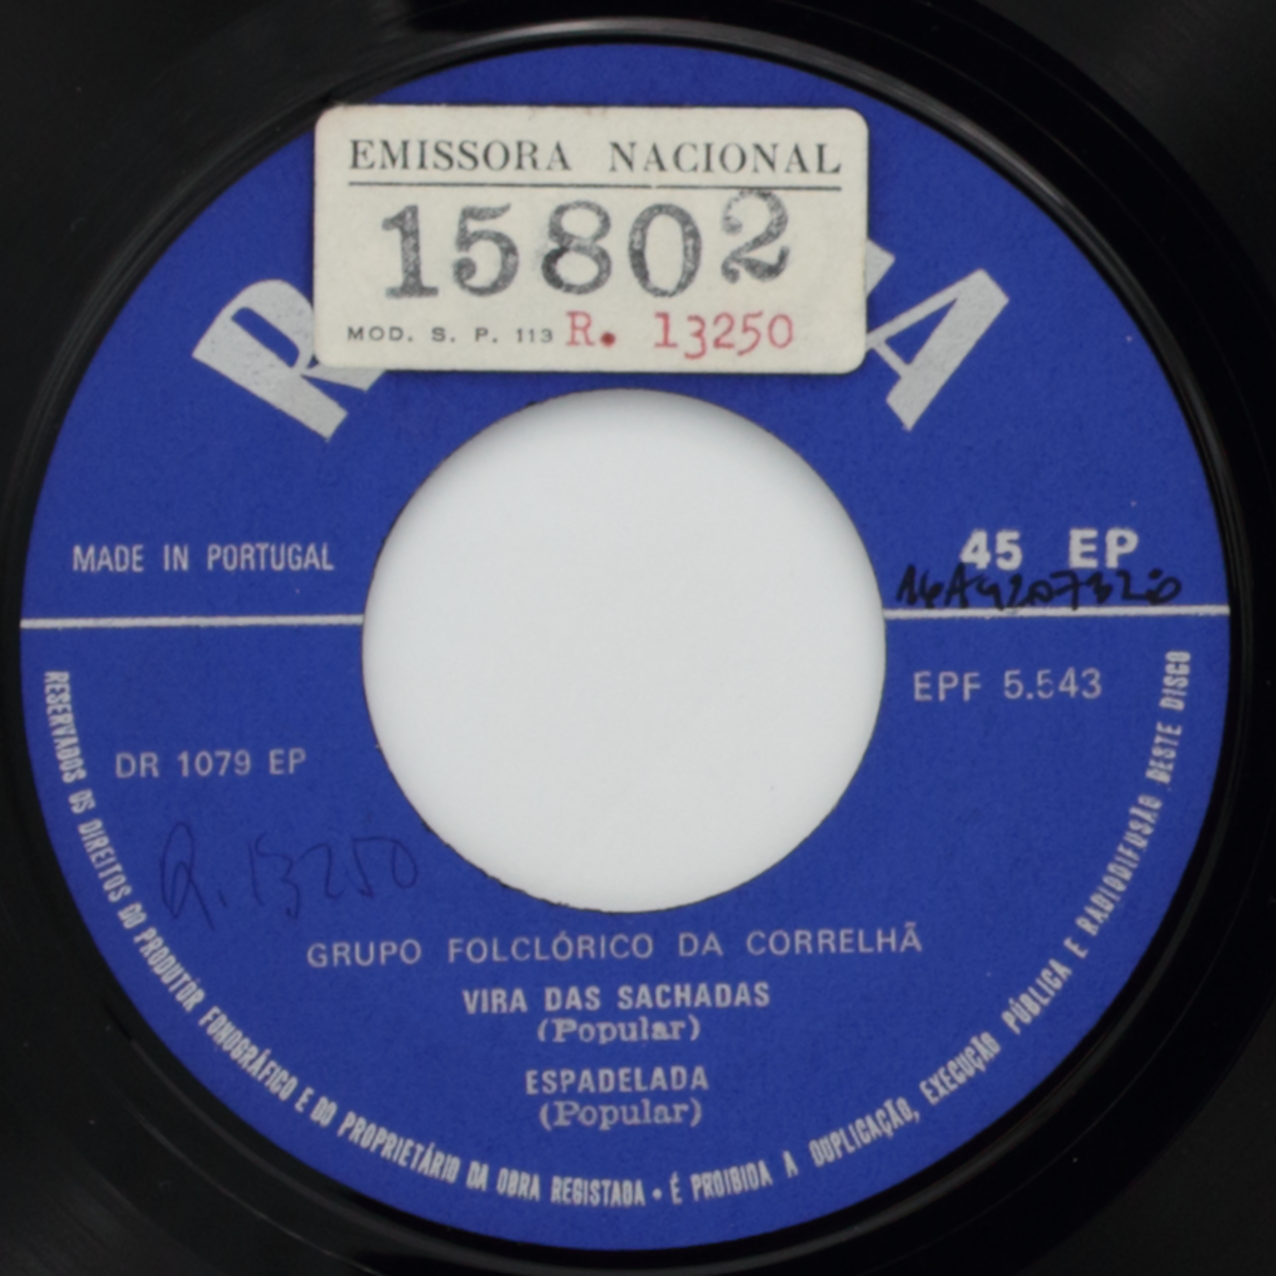 EMISSORA NACIONAL
15802
MOD. S. P. 113 R. 13250
MADE IN PORTUGAL
45 EP
EPF 5.543
DR 1079 EP
R. 13250
GRUPO FOLCLÓRICO DA CORRELHÃ
VIRA DAS SACHADAS
(Popular)
ESPADELADA
(Popular)
RESERVADOS OS DIREITOS DO PRODUTOR FONOGRÁFICO E DO PROPRIETÁRIO DA OBRA REGISTADA • É PROIBIDA A DUPLICAÇÃO, EXECUÇÃO PÚBLICA E RADIODIFUSÃO DESTE DISCO